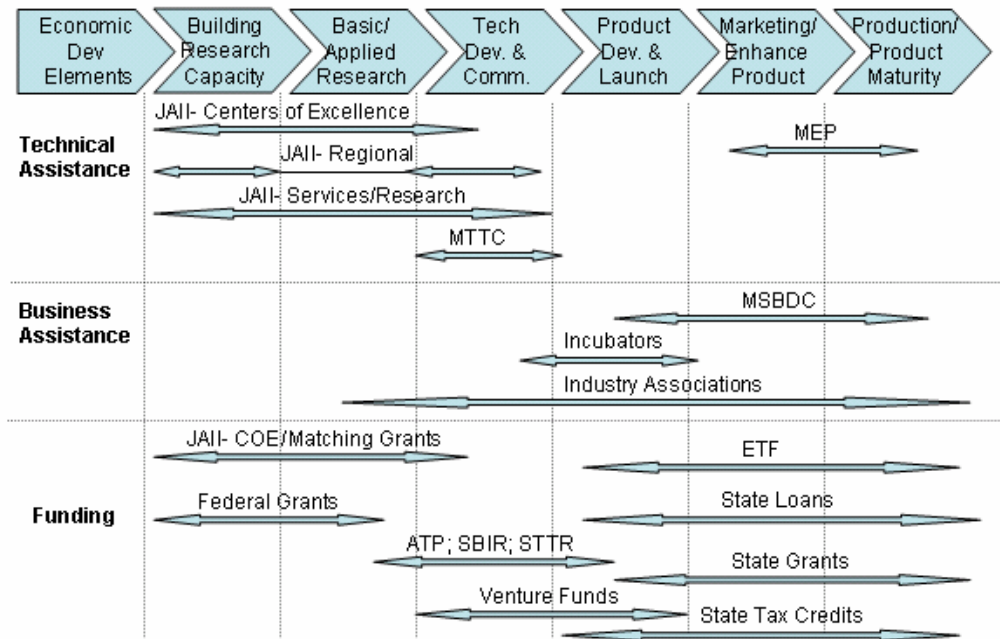 Economic
Dev
Elements
Building
Research
Capacity
Basic/
Applied
Research
Tech
Dev. &
Comm.
Product
Dev. &
Launch
Marketing/
Enhance
Product
Production/
Product
Maturity
Technical
Assistance
JAII- Centers of Excellence
MEP
JAII- Regional
JAII- Services/Research
MTTC
Business
Assistance
MSBDC
Incubators
Industry Associations
Funding
JAII- COE/Matching Grants
ETF
Federal Grants
State Loans
ATP; SBIR; STTR
State Grants
Venture Funds
State Tax Credits